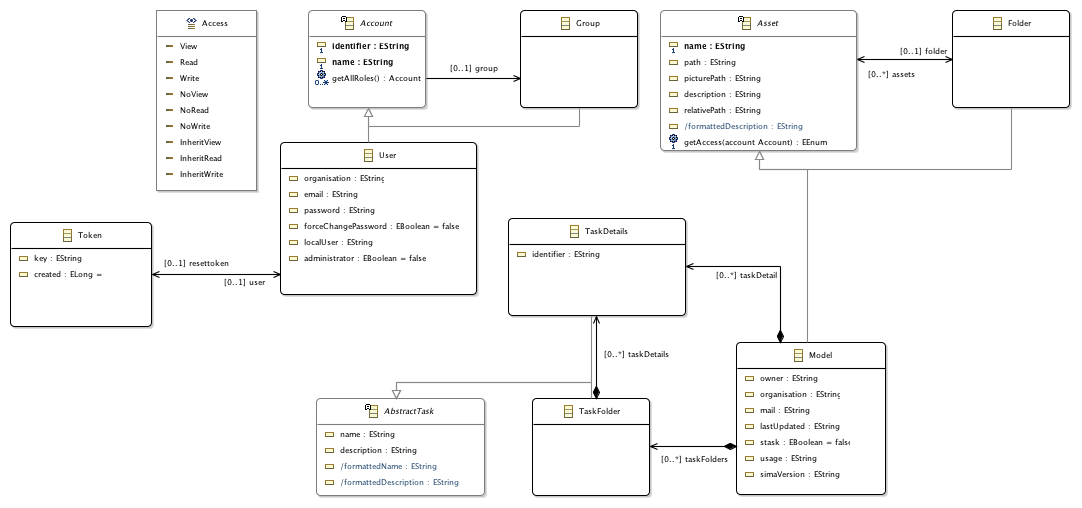 Access
View
Read
Write
NoView
NoRead
NoWrite
InheritView
InheritRead
InheritWrite
Account
identifier : EString
name : EString
getAllRoles() : Account
[0..1] group
Group
Asset
name : EString
path : EString
picturePath : EString
description : EString
relativePath : EString
/formattedDescription : EString
getAccess(account Account) : EEnum
[0..1] folder
[0..*] assets
Folder
User
organisation : EString
email : EString
password : EString
forceChangePassword : EBoolean = false
localUser : EString
administrator : EBoolean = false
Token
key : EString
created : ELong =
[0..1] resettoken
[0..1] user
TaskDetails
identifier : EString
[0..*] taskDetail
[0..*] taskDetails
AbstractTask
name : EString
description : EString
/formattedName : EString
/formattedDescription : EString
TaskFolder
[0..*] taskFolders
Model
owner : EString
organisation : EString
mail : EString
lastUpdated : EString
stask : EBoolean = false
usage : EString
simaVersion : EString